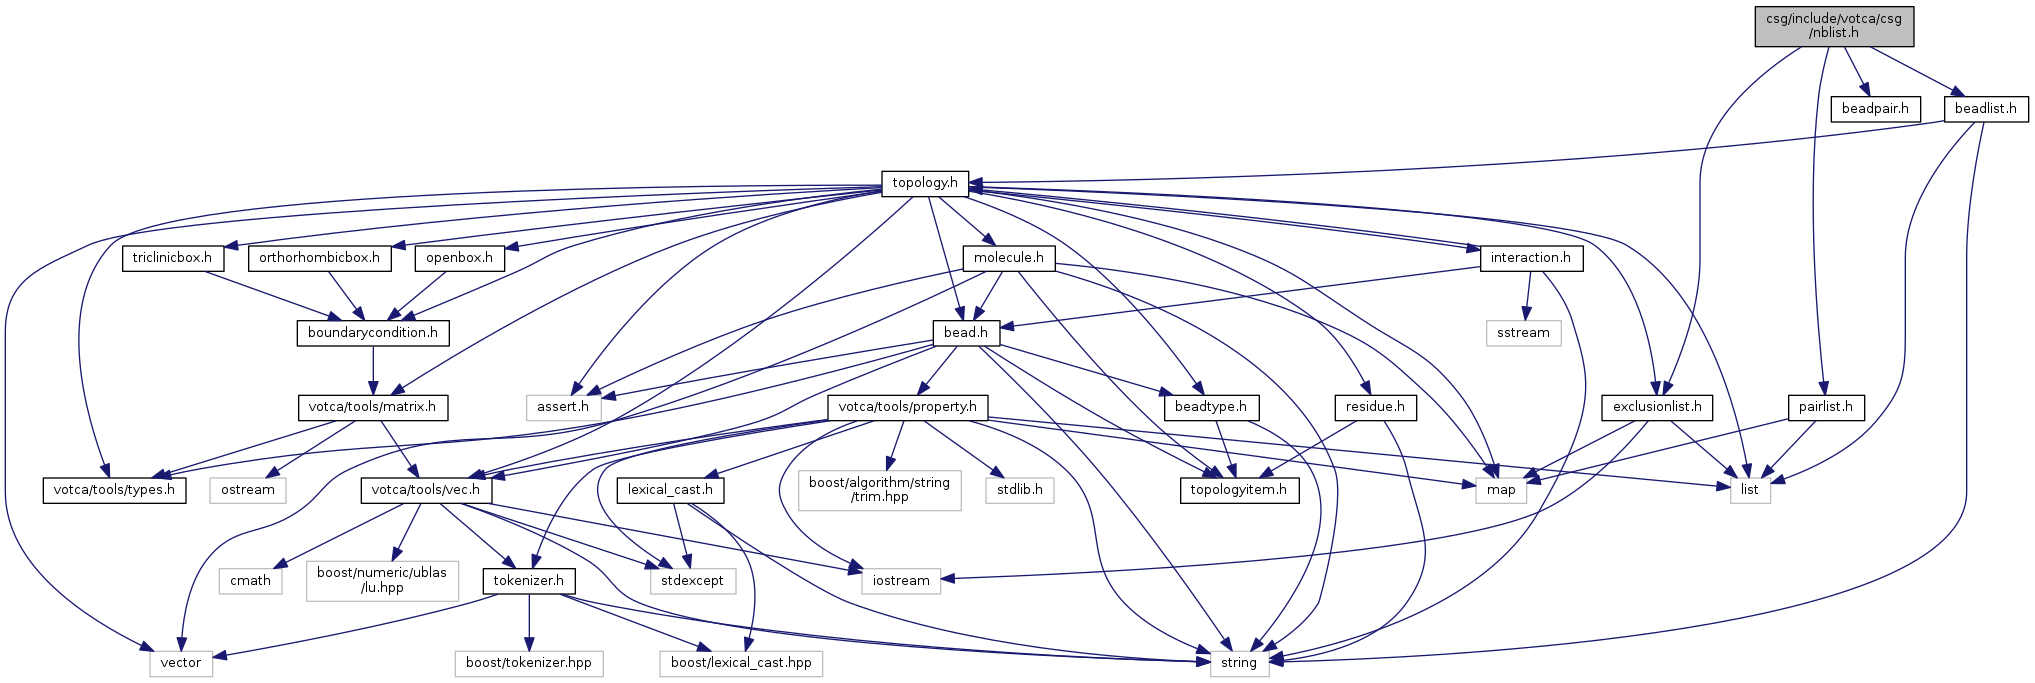 csg/include/votca/csg
/nblist.h
beadpair.h
beadlist.h
topology.h
triclinicbox.h
orthorhombicbox.h
openbox.h
molecule.h
interaction.h
boundarycondition.h
bead.h
sstream
votca/tools/matrix.h
assert.h
votca/tools/property.h
beadtype.h
residue.h
exclusionlist.h
pairlist.h
votca/tools/types.h
ostream
votca/tools/vec.h
lexical_cast.h
boost/algorithm/string
/trim.hpp
stdlib.h
topologyitem.h
map
list
cmath
boost/numeric/ublas
/lu.hpp
tokenizer.h
stdexcept
iostream
vector
boost/tokenizer.hpp
boost/lexical_cast.hpp
string